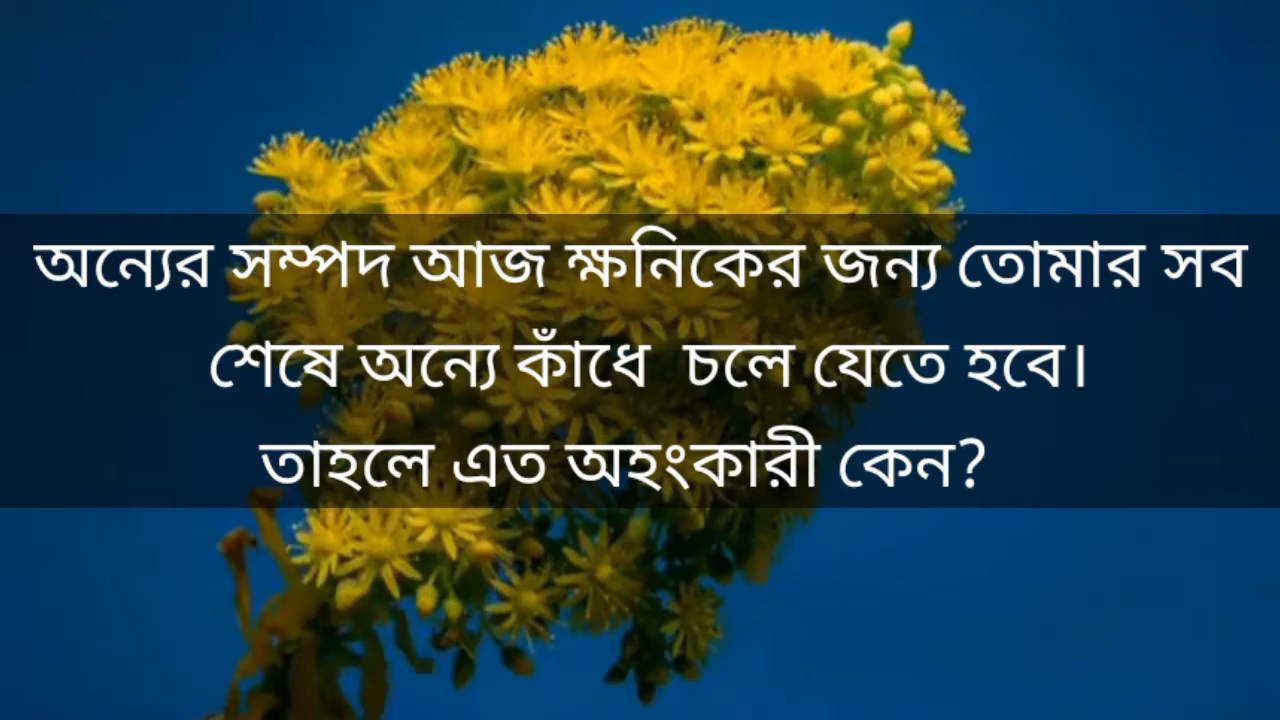 অন্যের সম্পদ আজ ক্ষনিকের জন্য তোমার সব
শেষে অন্যে কাঁধে চলে যেতে হবে।
তাহলে এত অহংকারী কেন?